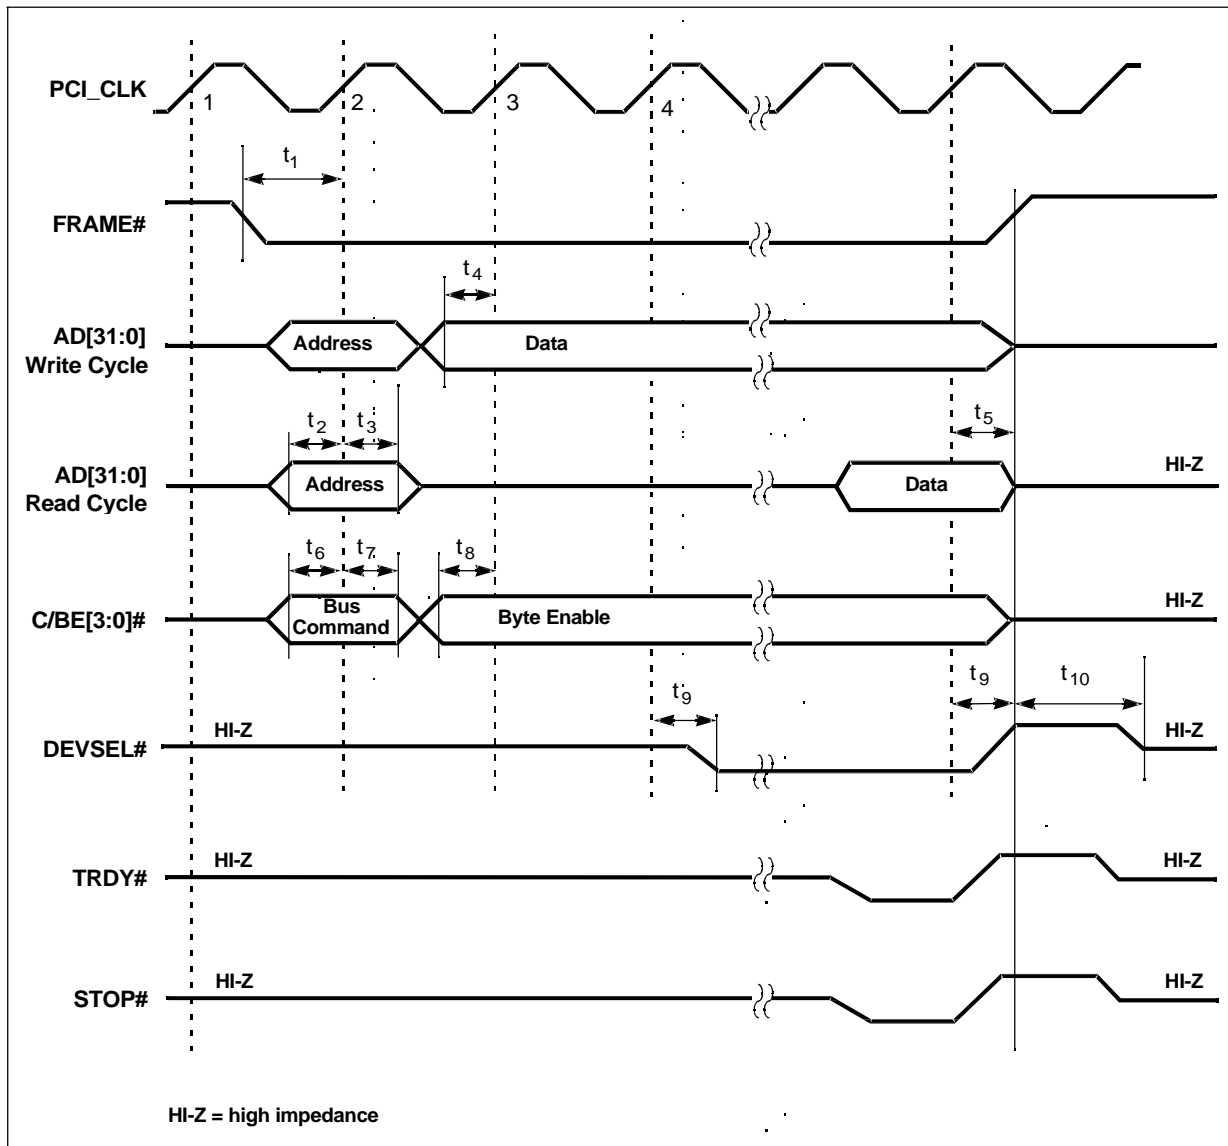 PCI_CLK
1
2
3
4
t1
FRAME#
t4
AD[31:0]
Write Cycle
Address
Data
t2
t3
t5
AD[31:0]
Read Cycle
Address
Data
HI-Z
t6
t7
t8
C/BE[3:0]#
Bus
Command
Byte Enable
HI-Z
t9
t9
t10
DEVSEL#
HI-Z
HI-Z
TRDY#
HI-Z
HI-Z
STOP#
HI-Z
HI-Z
HI-Z = high impedance